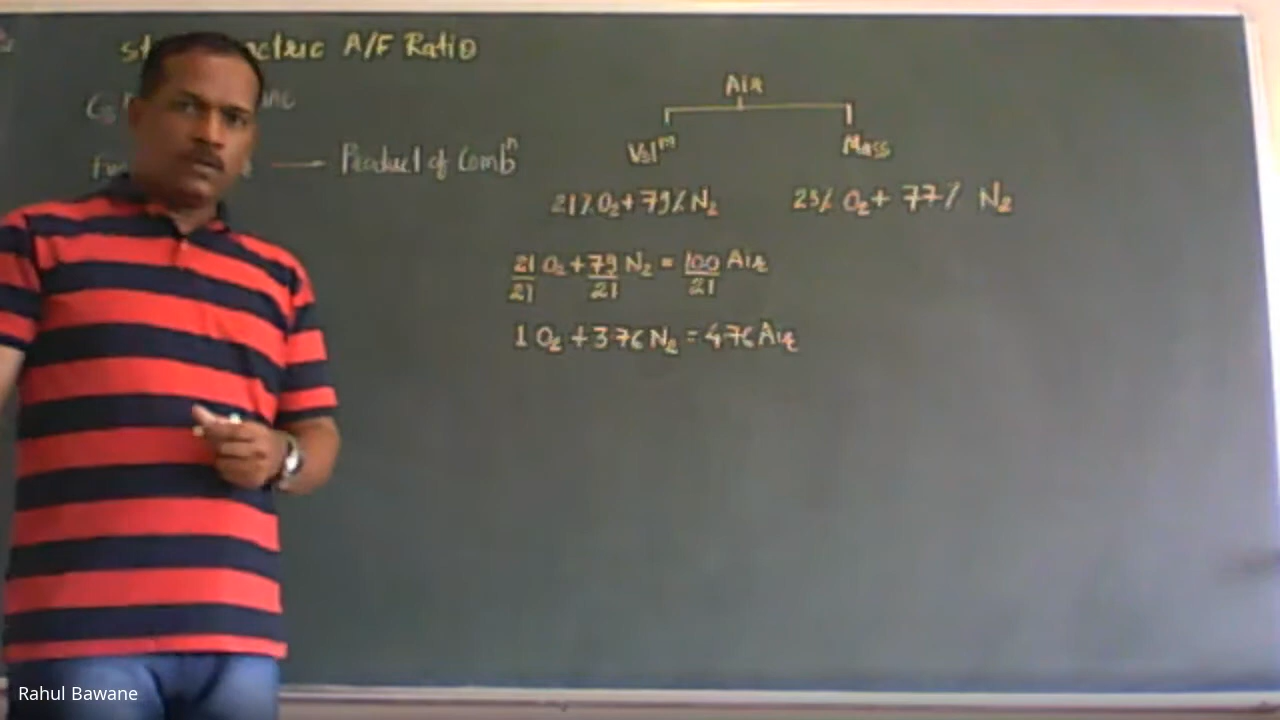 A/F Ratio
Product of Combⁿ
Air
Volᵐ Mass
21% O₂ + 79% N₂ 23% O₂ + 77% N₂
21/21 O₂ + 79/21 N₂ = 100/21 Air
1 O₂ + 3.76 N₂ = 4.76 Air
Rahul Bawane